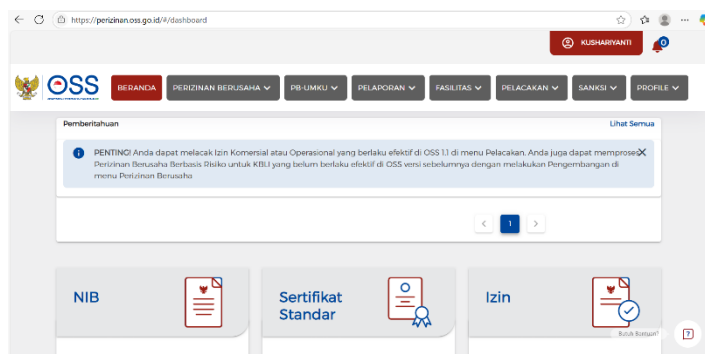 https://perizinan.oss.go.id/#/dashboard
KUSHARIYANTI
0
OSS
BERANDA
PERIZINAN BERUSAHA
PB-UMKU
PELAPORAN
FASILITAS
PELACAKAN
SANKSI
PROFILE
Pemberitahuan
Lihat Semua
PENTING! Anda dapat melacak Izin Komersial atau Operasional yang berlaku efektif di OSS 1.1 di menu Pelacakan. Anda juga dapat memproses
Perizinan Berusaha Berbasis Risiko untuk KBLI yang belum berlaku efektif di OSS versi sebelumnya dengan melakukan Pengembangan di
menu Perizinan Berusaha
1
NIB
Sertifikat
Standar
Izin
Butuh Bantuan?
?